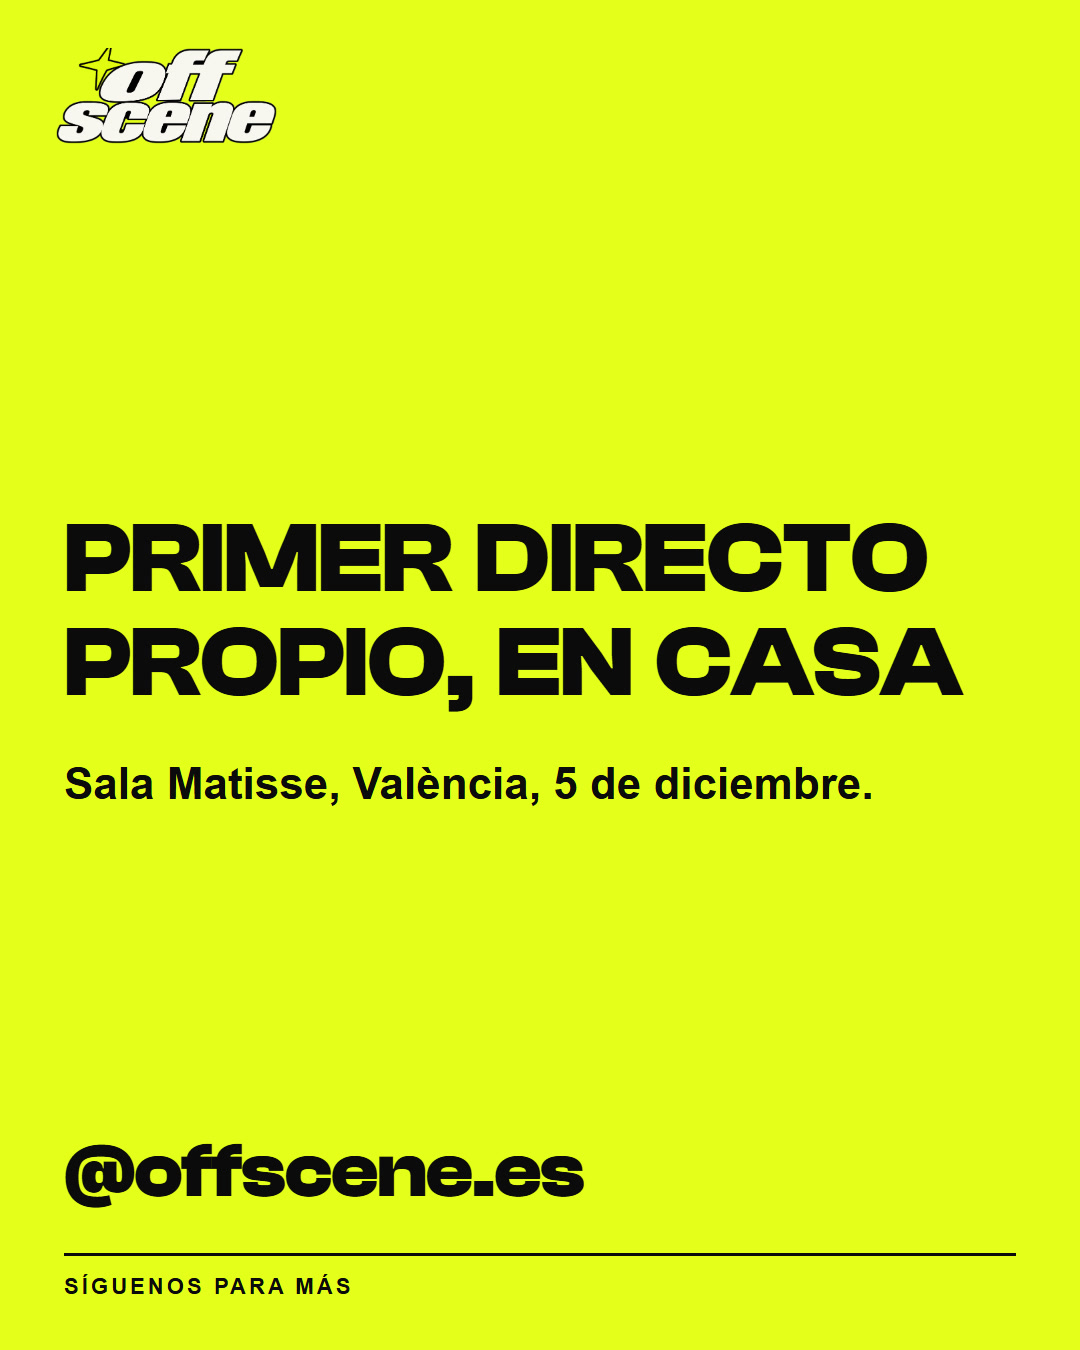 off
scene
PRIMER DIRECTO
PROPIO, EN CASA
Sala Matisse, València, 5 de diciembre.
@offscene.es
SÍGUENOS PARA MÁS